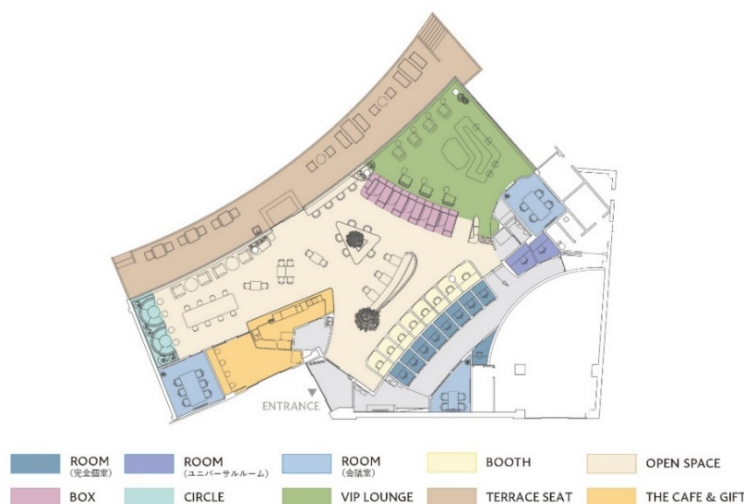 ENTRANCE
ROOM
(完全個室)
ROOM
(ユニバーサルルーム)
ROOM
(会議室)
BOOTH
OPEN SPACE
BOX
CIRCLE
VIP LOUNGE
TERRACE SEAT
THE CAFE & GIFT